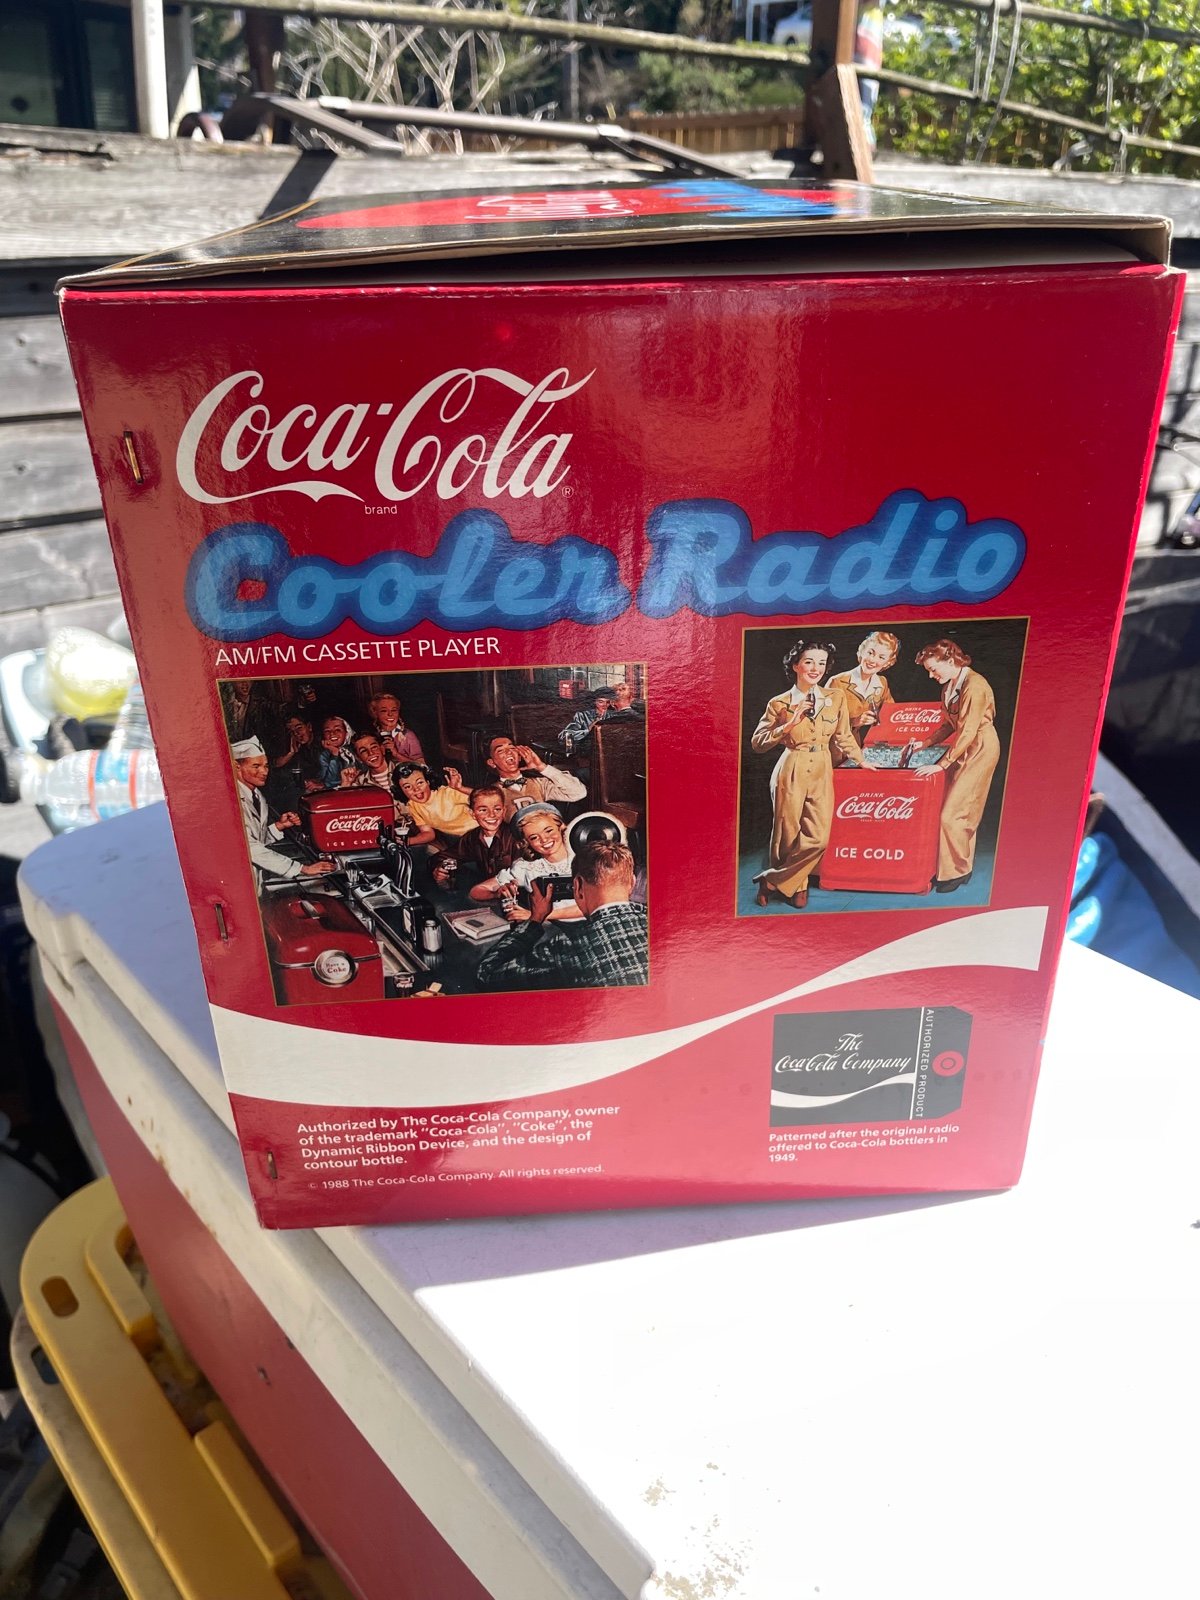 Coca-Cola®
brand
Cooler Radio
AM/FM CASSETTE PLAYER
DRINK
Coca-Cola
ICE COLD
Have a
Coke
DRINK
Coca-Cola
ICE COLD
DRINK
Coca-Cola
ICE COLD
The
Coca-Cola Company
AUTHORIZED PRODUCT
Authorized by The Coca-Cola Company, owner
of the trademark "Coca-Cola", "Coke", the
Dynamic Ribbon Device, and the design of
contour bottle.
© 1988 The Coca-Cola Company. All rights reserved.
Patterned after the original radio
offered to Coca-Cola bottlers in
1949.